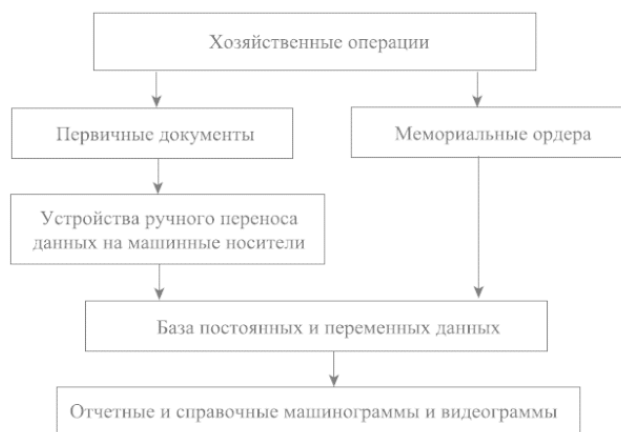 Хозяйственные операции
Первичные документы
Мемориальные ордера
Устройства ручного переноса
данных на машинные носители
База постоянных и переменных данных
Отчетные и справочные машинограммы и видеограммы